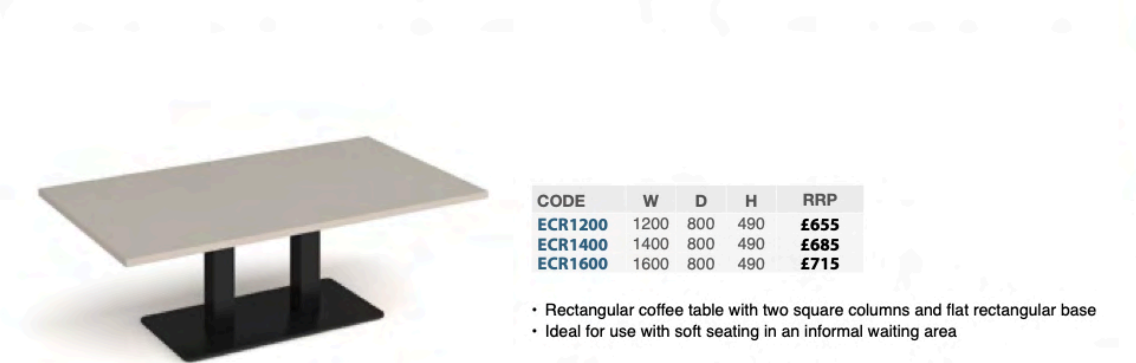 CODE W D H RRP
ECR1200 1200 800 490 £655
ECR1400 1400 800 490 £685
ECR1600 1600 800 490 £715
• Rectangular coffee table with two square columns and flat rectangular base
• Ideal for use with soft seating in an informal waiting area